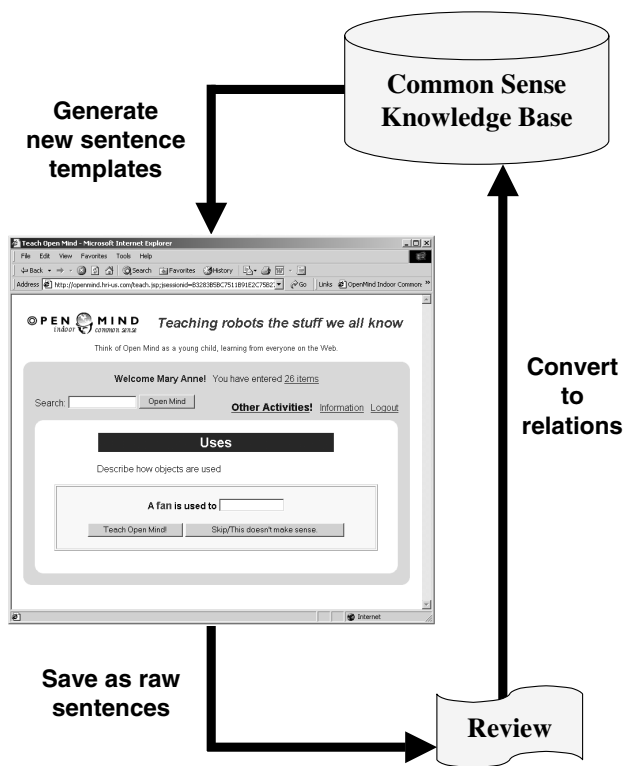 Common Sense
Knowledge Base
Generate
new sentence
templates
Teach Open Mind - Microsoft Internet Explorer
File Edit View Favorites Tools Help
Back Search Favorites History
Address http://openmind.hri-us.com/teach.jsp;jsessionid=B3283B5BC7511B91E2C75B2 Go Links OpenMind Indoor Common
OPEN MIND
indoor common sense
Teaching robots the stuff we all know
Think of Open Mind as a young child, learning from everyone on the Web.
Welcome Mary Anne! You have entered 26 items
Search: Open Mind Other Activities! Information Logout
Uses
Describe how objects are used
A fan is used to
Teach Open Mind! Skip/This doesn't make sense.
Internet
Convert
to
relations
Save as raw
sentences
Review